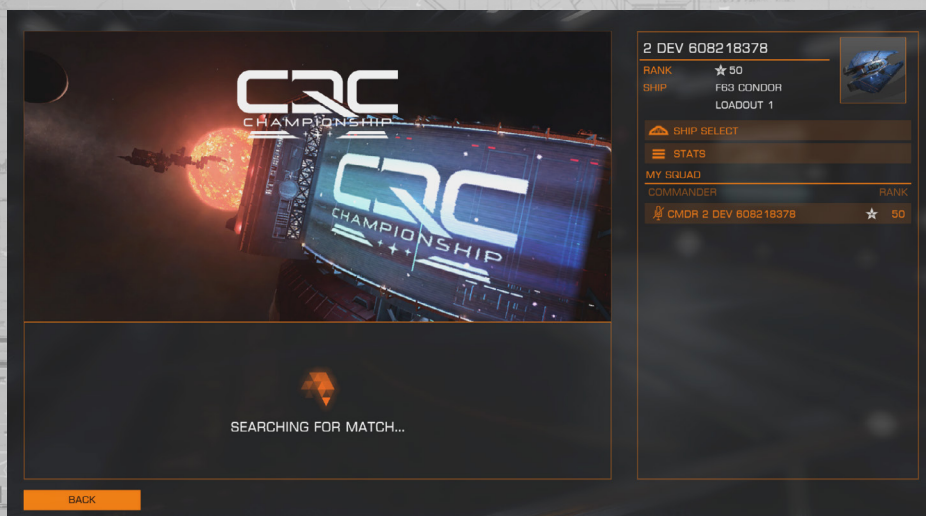 CQC
CHAMPIONSHIP
CQC
CHAMPIONSHIP
SEARCHING FOR MATCH...
BACK
2 DEV 608218378
RANK 50
SHIP F63 CONDOR
LOADOUT 1
SHIP SELECT
STATS
MY SQUAD
COMMANDER RANK
CMDR 2 DEV 608218378 50